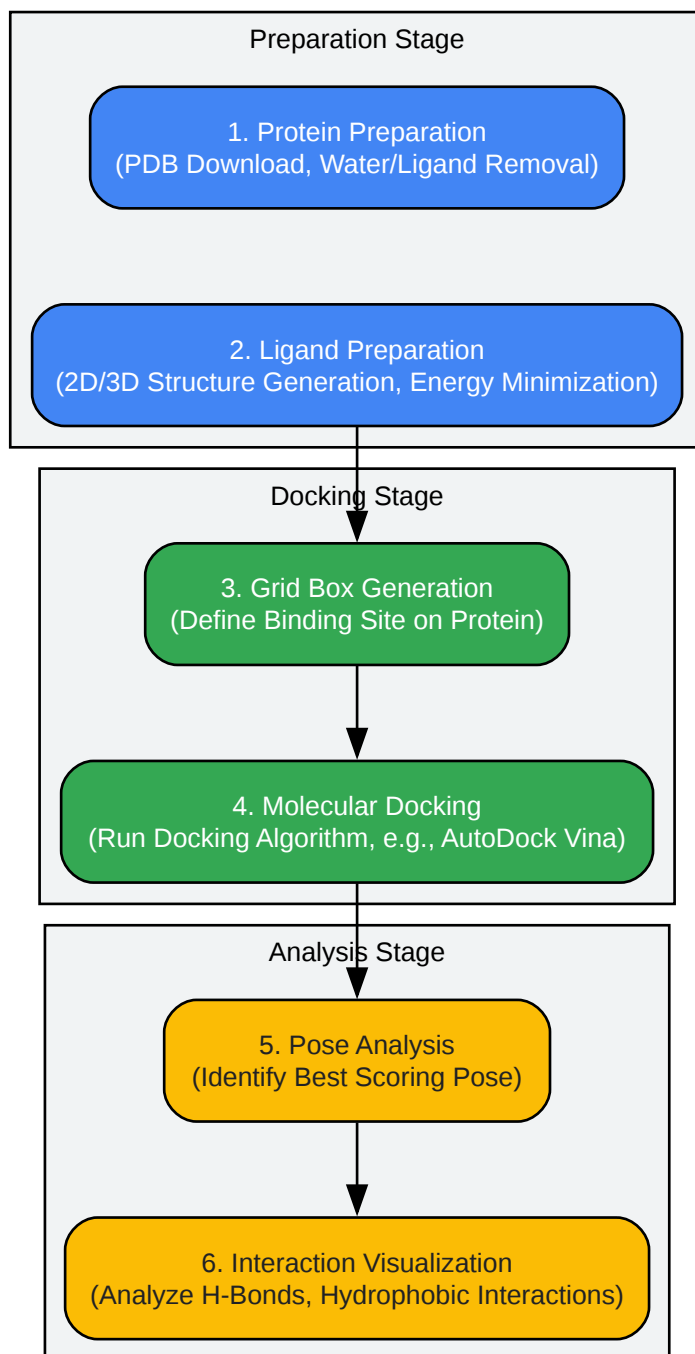 Preparation Stage
1. Protein Preparation
(PDB Download, Water/Ligand Removal)
2. Ligand Preparation
(2D/3D Structure Generation, Energy Minimization)
Docking Stage
3. Grid Box Generation
(Define Binding Site on Protein)
4. Molecular Docking
(Run Docking Algorithm, e.g., AutoDock Vina)
Analysis Stage
5. Pose Analysis
(Identify Best Scoring Pose)
6. Interaction Visualization
(Analyze H-Bonds, Hydrophobic Interactions)